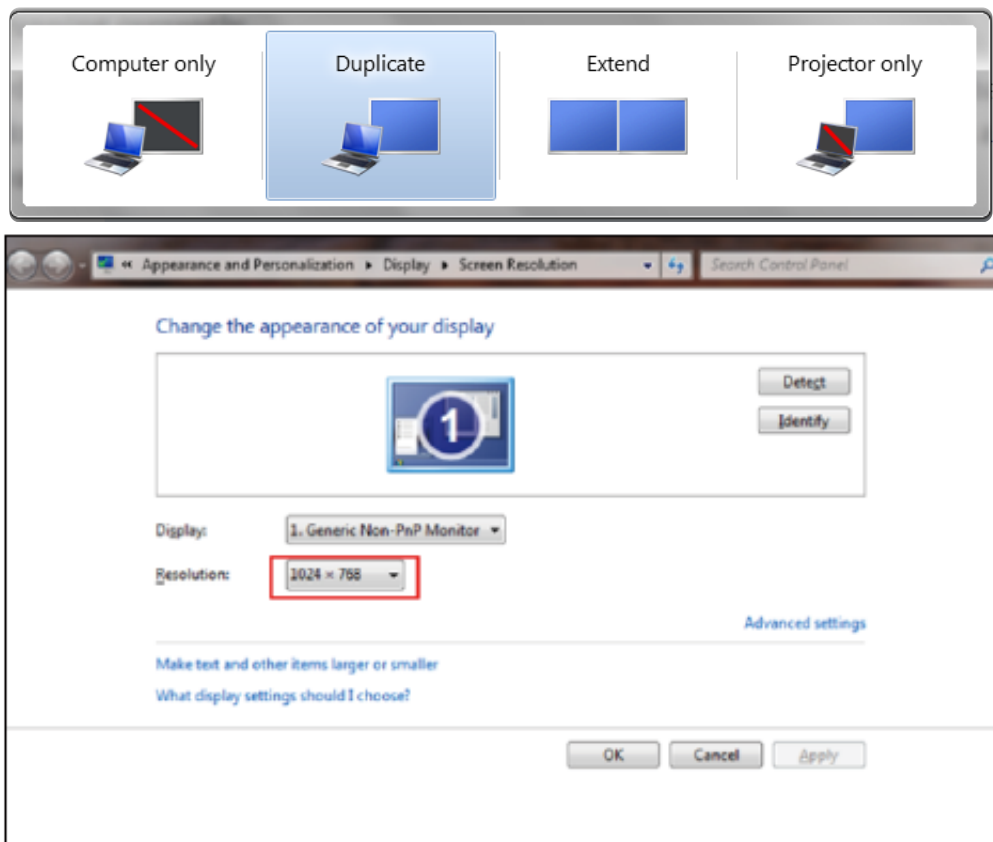 Computer only Duplicate Extend Projector only
« Appearance and Personalization ▸ Display ▸ Screen Resolution Search Control Panel
Change the appearance of your display
1
Detect
Identify
Display: 1. Generic Non-PnP Monitor
Resolution: 1024 × 768
Advanced settings
Make text and other items larger or smaller
What display settings should I choose?
OK Cancel Apply